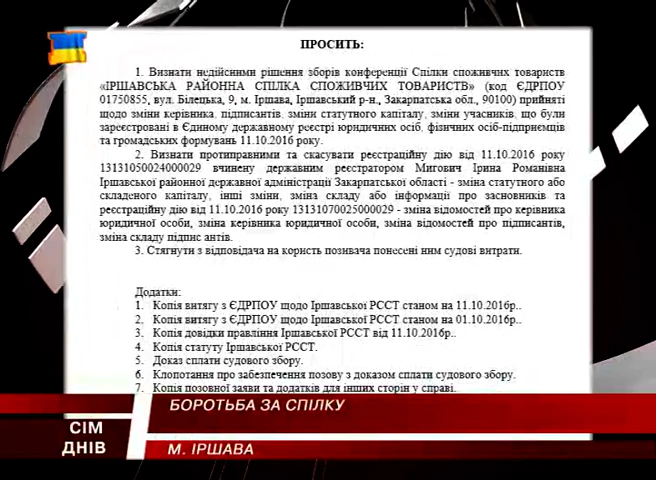 ПРОСИТЬ:
1. Визнати недійсними рішення зборів конференції Спілки споживчих товариств
«ІРШАВСЬКА РАЙОННА СПІЛКА СПОЖИВЧИХ ТОВАРИСТВ» (код ЄДРПОУ
01750855, вул. Білецька, 9, м. Іршава, Іршавський р-н., Закарпатська обл., 90100) прийняті
щодо зміни керівника, підписантів, зміни статутного капіталу, зміни учасників, що були
зареєстровані в Єдиному державному реєстрі юридичних осіб, фізичних осіб-підприємців
та громадських формувань 11.10.2016 року.
2. Визнати протиправними та скасувати реєстраційну дію від 11.10.2016 року
13131050024000029 вчинену державним реєстратором Мигович Ірина Романівна
Іршавської районної державної адміністрації Закарпатської області - зміна статутного або
складеного капіталу, інші зміни, зміна складу або інформації про засновників та
реєстраційну дію від 11.10.2016 року 13131070025000029 - зміна відомостей про керівника
юридичної особи, зміна керівника юридичної особи, зміна відомостей про підписантів,
зміна складу підпис антів.
3. Стягнути з відповідача на користь позивача понесені ним судові витрати.
Додатки:
1. Копія витягу з ЄДРПОУ щодо Іршавської РССТ станом на 11.10.2016р..
2. Копія витягу з ЄДРПОУ щодо Іршавської РССТ станом на 01.10.2016р..
3. Копія довідки правління Іршавської РССТ від 11.10.2016р..
4. Копія статуту Іршавської РССТ.
5. Доказ сплати судового збору.
6. Клопотання про забезпечення позову з доказом сплати судового збору.
7. Копія позовної заяви та додатків для інших сторін у справі.
БОРОТЬБА ЗА СПІЛКУ
СІМ
ДНІВ
М. ІРШАВА